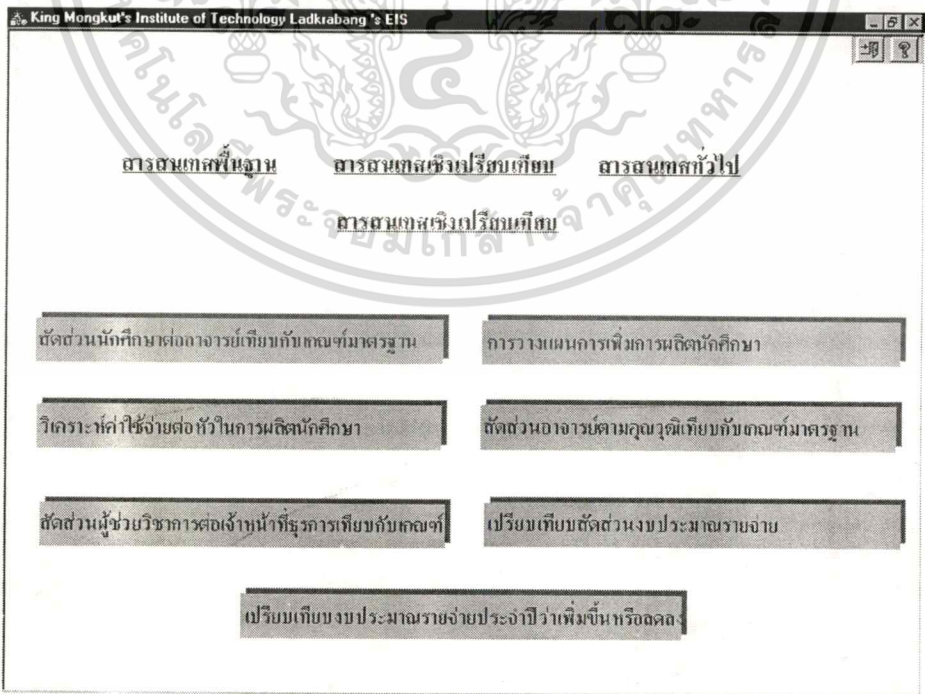 King Mongkut's Institute of Technology Ladkrabang 's EIS
สารสนเทศพื้นฐาน สารสนเทศเชิงเปรียบเทียบ สารสนเทศทั่วไป
สารสนเทศเชิงเปรียบเทียบ
สัดส่วนนักศึกษาต่ออาจารย์เทียบกับเกณฑ์มาตรฐาน การวางแผนการเพิ่มการผลิตนักศึกษา
วิเคราะห์ค่าใช้จ่ายต่อหัวในการผลิตนักศึกษา สัดส่วนอาจารย์ตามคุณวุฒิเทียบกับเกณฑ์มาตรฐาน
สัดส่วนผู้ช่วยวิชาการต่อเจ้าหน้าที่ธุรการเทียบกับเกณฑ์ เปรียบเทียบสัดส่วนงบประมาณรายจ่าย
เปรียบเทียบงบประมาณรายจ่ายประจำปีว่าเพิ่มขึ้นหรือลดลง